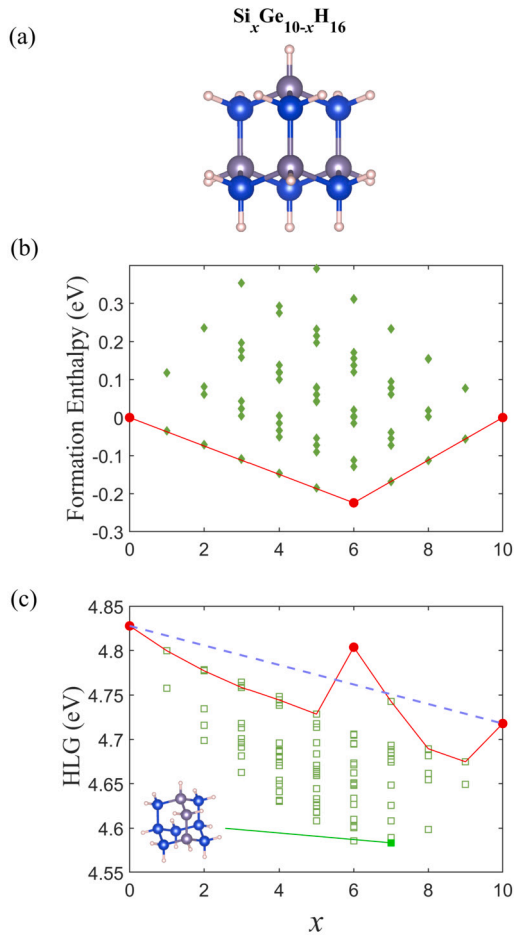 (a)
SiₓGe₁₀₋ₓH₁₆
(b)
Formation Enthalpy (eV)
0.3
0.2
0.1
0
-0.1
-0.2
-0.3
0 2 4 6 8 10
(c)
HLG (eV)
4.85
4.8
4.75
4.7
4.65
4.6
4.55
0 2 4 6 8 10
x